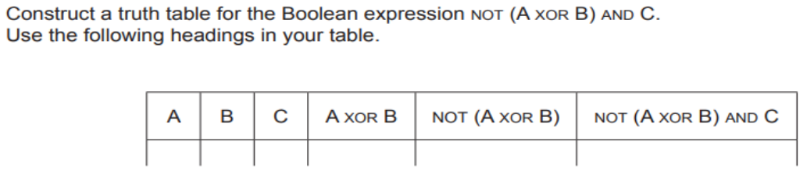 Construct a truth table for the Boolean expression NOT (A XOR B) AND C.
Use the following headings in your table.
A B C A XOR B NOT (A XOR B) NOT (A XOR B) AND C